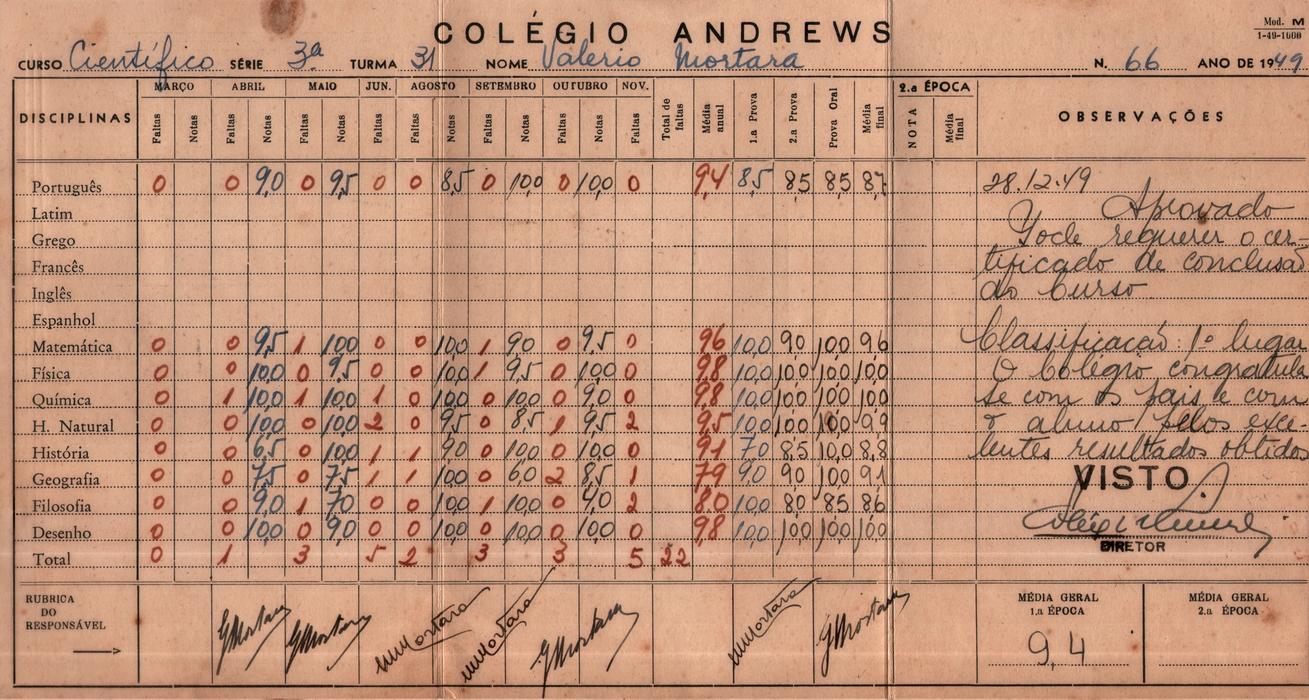 COLÉGIO ANDREWS
Mod. M
1-49-1000
CURSO Científico SÉRIE 3ª TURMA 31 NOME Valerio Mortara N. 66 ANO DE 1949
DISCIPLINAS MARÇO ABRIL MAIO JUN. AGOSTO SETEMBRO OUTUBRO NOV. Total de faltas Média anual 1.a Prova 2.a Prova Prova Oral Média final 2.a ÉPOCA OBSERVAÇÕES
Faltas Notas Faltas Notas Faltas Notas Faltas Faltas Notas Faltas Notas Faltas Notas Faltas NOTA Média final
Português 0 0 9,0 0 9,5 0 0 8,5 0 10,0 0 10,0 0 9,4 8,5 8,5 8,5 8,7 28.12.49
Latim Aprovado
Grego Pode requerer o cer-
Francês tificado de conclusão
Inglês do Curso
Espanhol
Matemática 0 0 9,5 1 10,0 0 0 10,0 1 9,0 0 9,5 0 9,6 10,0 9,0 10,0 9,6 Classificação: 1º lugar
Física 0 0 10,0 0 9,5 0 0 10,0 1 9,5 0 10,0 0 9,8 10,0 10,0 10,0 10,0 O Colégio congratula
Química 0 1 10,0 1 10,0 1 0 10,0 0 10,0 0 9,0 0 9,8 10,0 10,0 10,0 10,0 se com os pais e com
H. Natural 0 0 10,0 0 10,0 2 0 9,5 0 8,5 1 9,5 2 9,5 10,0 10,0 10,0 9,9 o aluno pelos exce-
História 0 0 6,5 0 10,0 1 1 9,0 0 10,0 0 10,0 0 9,1 7,0 8,5 10,0 8,8 lentes resultados obtidos
Geografia 0 0 7,5 0 7,5 1 1 10,0 0 6,0 2 8,5 1 7,9 9,0 9,0 10,0 9,1 VISTO
Filosofia 0 0 9,0 1 7,0 0 0 10,0 1 10,0 0 4,0 2 8,0 10,0 8,0 8,5 8,6
Desenho 0 0 10,0 0 9,0 0 0 10,0 0 10,0 0 10,0 0 9,8 10,0 10,0 10,0 10,0
DIRETOR
Total 0 1 3 5 2 3 3 5 22
RUBRICA DO RESPONSÁVEL GMortara GMortara MMortara MMortara GMortara MMortara GMortara
MÉDIA GERAL 1.a ÉPOCA MÉDIA GERAL 2.a ÉPOCA
9,4